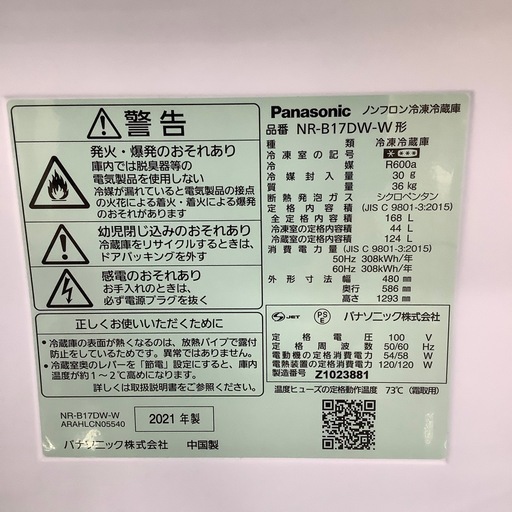 警告
発火・爆発のおそれあり
庫内では脱臭器等の
電気製品を使用しない
冷媒が漏れていると電気製品の接点
の火花による着火・着火による爆発
のおそれあり
幼児閉じ込みのおそれあり
冷蔵庫をリサイクルするときは、
ドアパッキングを外す
感電のおそれあり
お手入れのときは、
必ず電源プラグを抜く
正しくお使いいただくために
・冷蔵庫の表面が熱くなるのは、放熱パイプで露付
防止をしているためです。異常ではありません。
・冷蔵室奥のレバーを「節電」設定にすると、庫内
温度が約1~2℃高めになります。
詳しくは取扱説明書をご覧ください。
NR-B17DW-W
ARAHLCN05540
2021年製
パナソニック株式会社 中国製
Panasonic ノンフロン冷凍冷蔵庫
品番 NR-B17DW-W形
種類 冷凍冷蔵庫
冷凍室の記号
冷媒 R600a
冷媒封入量 30g
質量 36kg
断熱発泡ガス シクロペンタン
定格内容積 (JIS C 9801-3:2015)
全定格内容積 168 L
冷凍室の定格内容積 44 L
冷蔵室の定格内容積 124 L
消費電力量 (JIS C 9801-3:2015)
50Hz 308kWh/年
60Hz 308kWh/年
外形寸法 幅 480 mm
奥行 586 mm
高さ 1293 mm
JET PSE パナソニック株式会社
定格電圧 100 V
定格周波数 50/60 Hz
電動機の定格消費電力 54/58 W
電熱装置の定格消費電力 120/120 W
製造番号 Z1023881
温度ヒューズの定格動作温度 73℃(霜取用)